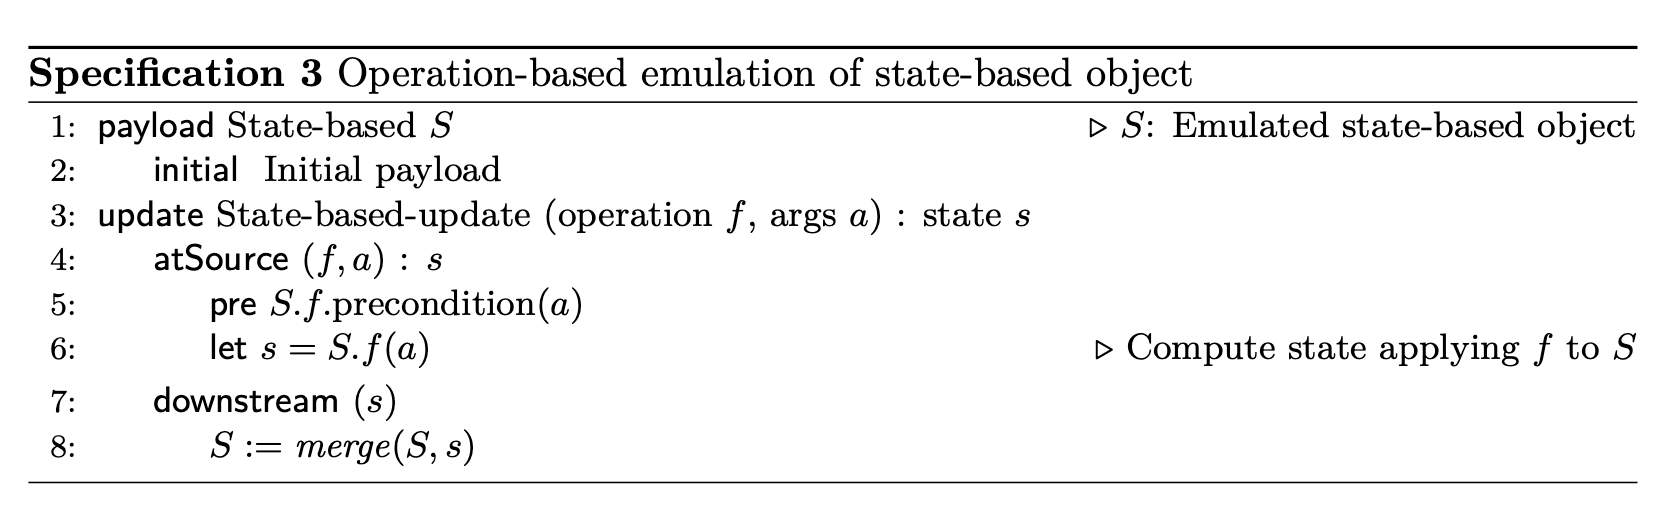 Specification 3 Operation-based emulation of state-based object
1: payload State-based S ▷ S: Emulated state-based object
2: initial Initial payload
3: update State-based-update (operation f, args a) : state s
4: atSource (f, a) : s
5: pre S.f.precondition(a)
6: let s = S.f(a) ▷ Compute state applying f to S
7: downstream (s)
8: S := merge(S, s)